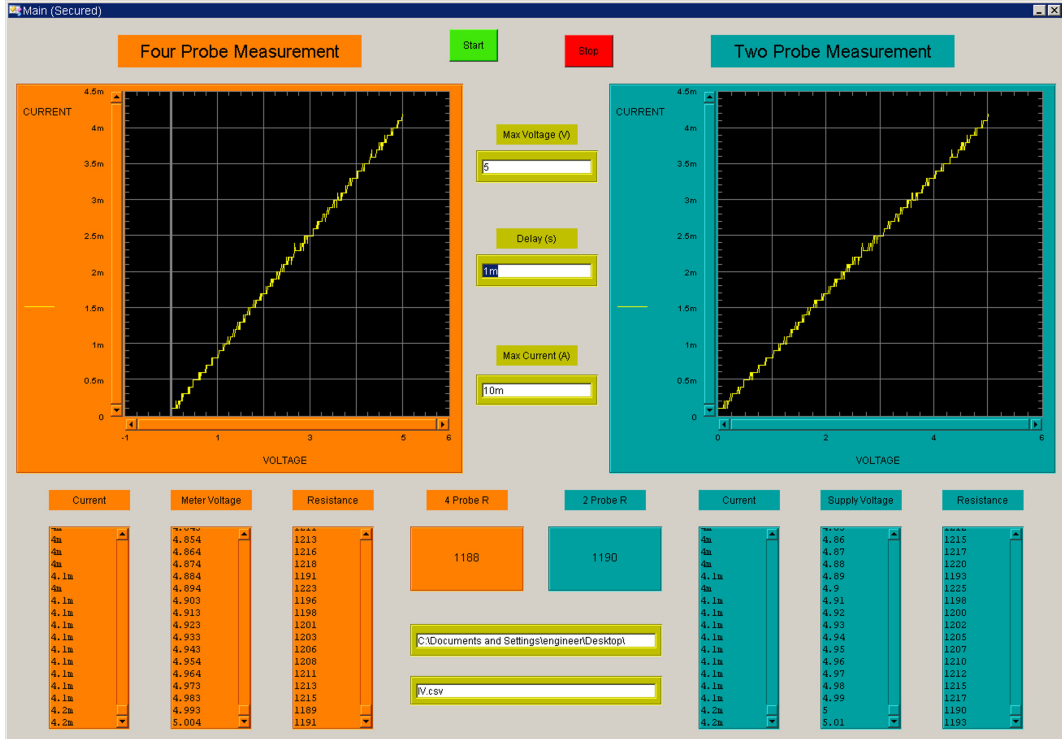 Main (Secured)
Four Probe Measurement
Start
Stop
Two Probe Measurement
CURRENT
4.5m
4m
3.5m
3m
2.5m
2m
1.5m
1m
0.5m
0
-1
1
3
5
6
VOLTAGE
Max Voltage (V)
5
Delay (s)
1m
Max Current (A)
10m
CURRENT
4.5m
4m
3.5m
3m
2.5m
2m
1.5m
1m
0.5m
0
0
2
4
6
VOLTAGE
Current
Meter Voltage
Resistance
4 Probe R
2 Probe R
Current
Supply Voltage
Resistance
4m 4.854 1213
4m 4.864 1216
4m 4.874 1218
4.1m 4.884 1191
4m 4.894 1223
4.1m 4.903 1196
4.1m 4.913 1198
4.1m 4.923 1201
4.1m 4.933 1203
4.1m 4.943 1206
4.1m 4.954 1208
4.1m 4.964 1211
4.1m 4.973 1213
4.1m 4.983 1215
4.2m 4.993 1189
4.2m 5.004 1191
1188
1190
C:\Documents and Settings\engineer\Desktop\
IV.csv
4m 4.86 1215
4m 4.87 1217
4m 4.88 1220
4.1m 4.89 1193
4m 4.9 1225
4.1m 4.91 1198
4.1m 4.92 1200
4.1m 4.93 1202
4.1m 4.94 1205
4.1m 4.95 1207
4.1m 4.96 1210
4.1m 4.97 1212
4.1m 4.98 1215
4.1m 4.99 1217
4.2m 5 1190
4.2m 5.01 1193